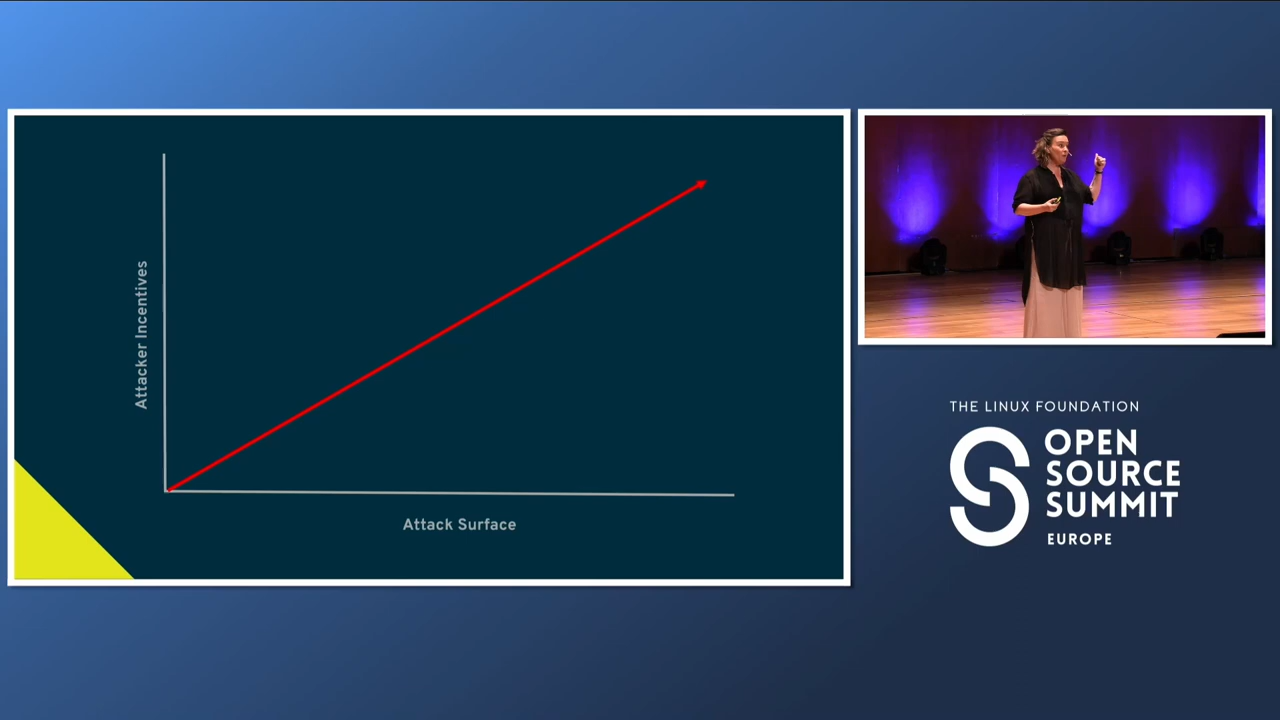 Attacker Incentives
Attack Surface
THE LINUX FOUNDATION
OPEN
SOURCE
SUMMIT
EUROPE